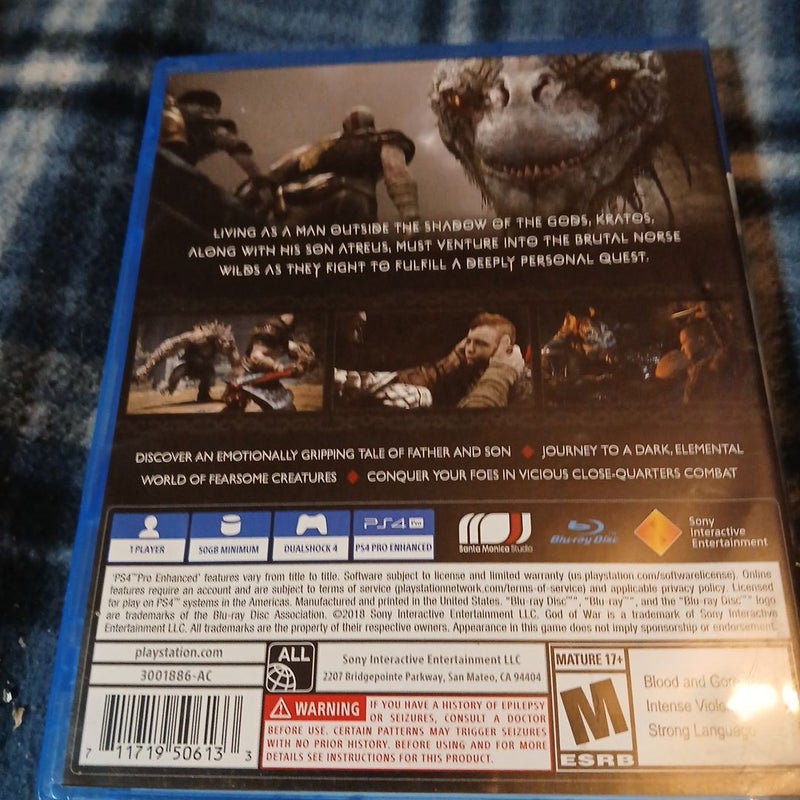 LIVING AS A MAN OUTSIDE THE SHADOW OF THE GODS, KRATOS,
ALONG WITH HIS SON ATREUS, MUST VENTURE INTO THE BRUTAL NORSE
WILDS AS THEY FIGHT TO FULFILL A DEEPLY PERSONAL QUEST.
DISCOVER AN EMOTIONALLY GRIPPING TALE OF FATHER AND SON ◆ JOURNEY TO A DARK, ELEMENTAL
WORLD OF FEARSOME CREATURES ◆ CONQUER YOUR FOES IN VICIOUS CLOSE-QUARTERS COMBAT
1 PLAYER
50GB MINIMUM
DUALSHOCK 4
PS4 Pro
PS4 PRO ENHANCED
Santa Monica Studio
Blu-ray Disc
Sony
Interactive
Entertainment
'PS4™Pro Enhanced' features vary from title to title. Software subject to license and limited warranty (us.playstation.com/softwarelicense). Online
features require an account and are subject to terms of service (playstationnetwork.com/terms-of-service) and applicable privacy policy. Licensed
for play on PS4™ systems in the Americas. Manufactured and printed in the United States. "Blu-ray Disc™", "Blu-ray™", and the "Blu-ray Disc™" logo
are trademarks of the Blu-ray Disc Association. ©2018 Sony Interactive Entertainment LLC. God of War is a trademark of Sony Interactive
Entertainment LLC. All trademarks are the property of their respective owners. Appearance in this game does not imply sponsorship or endorsement.
playstation.com
3001886-AC
7 11719 50613 3
ALL
Sony Interactive Entertainment LLC
2207 Bridgepointe Parkway, San Mateo, CA 94404
WARNING IF YOU HAVE A HISTORY OF EPILEPSY
OR SEIZURES, CONSULT A DOCTOR
BEFORE USE. CERTAIN PATTERNS MAY TRIGGER SEIZURES
WITH NO PRIOR HISTORY. BEFORE USING AND FOR MORE
DETAILS SEE INSTRUCTIONS FOR THIS PRODUCT.
MATURE 17+
M
ESRB
Blood and Gore
Intense Viole
Strong Language